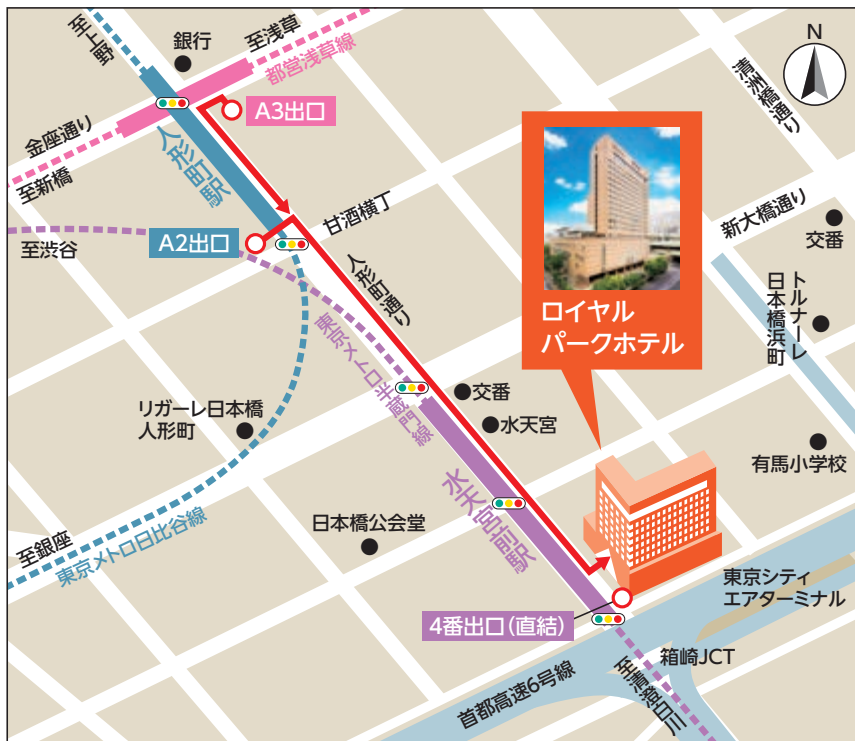 至上野
銀行
至浅草
都営浅草線
N
清洲橋通り
A3出口
金座通り
至新橋
人形町駅
甘酒横丁
新大橋通り
交番
A2出口
至渋谷
人形町通り
トルナーレ
日本橋浜町
ロイヤル
パークホテル
東京メトロ半蔵門線
交番
水天宮
リガーレ日本橋
人形町
有馬小学校
水天宮前駅
日本橋公会堂
至銀座
東京メトロ日比谷線
東京シティ
エアターミナル
4番出口(直結)
箱崎JCT
首都高速6号線
至清澄白川